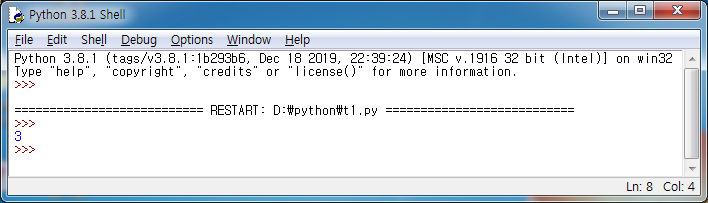 Python 3.8.1 Shell
File Edit Shell Debug Options Window Help
Python 3.8.1 (tags/v3.8.1:1b293b6, Dec 18 2019, 22:39:24) [MSC v.1916 32 bit (Intel)] on win32
Type "help", "copyright", "credits" or "license()" for more information.
>>>
=========================== RESTART: D:₩python₩t1.py ===========================
>>>
3
>>>
Ln: 8 Col: 4